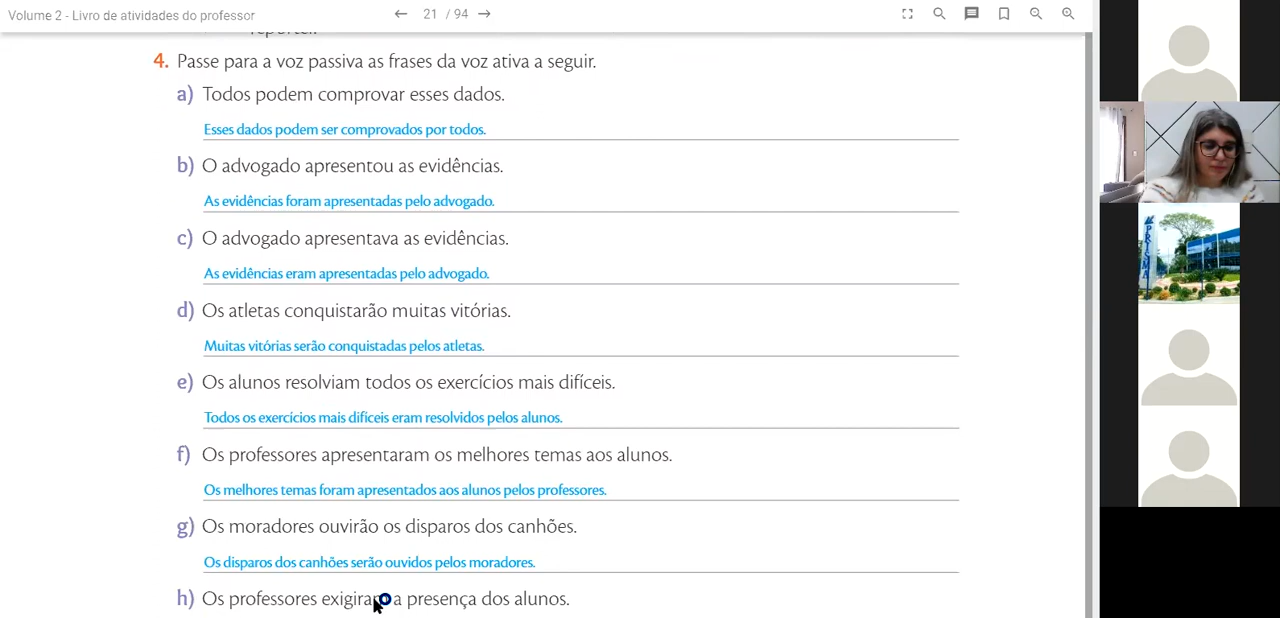 Volume 2 - Livro de atividades do professor
21 / 94
4. Passe para a voz passiva as frases da voz ativa a seguir.
a) Todos podem comprovar esses dados.
Esses dados podem ser comprovados por todos.
b) O advogado apresentou as evidências.
As evidências foram apresentadas pelo advogado.
c) O advogado apresentava as evidências.
As evidências eram apresentadas pelo advogado.
d) Os atletas conquistarão muitas vitórias.
Muitas vitórias serão conquistadas pelos atletas.
e) Os alunos resolviam todos os exercícios mais difíceis.
Todos os exercícios mais difíceis eram resolvidos pelos alunos.
f) Os professores apresentaram os melhores temas aos alunos.
Os melhores temas foram apresentados aos alunos pelos professores.
g) Os moradores ouvirão os disparos dos canhões.
Os disparos dos canhões serão ouvidos pelos moradores.
h) Os professores exigiram a presença dos alunos.
PRISMA